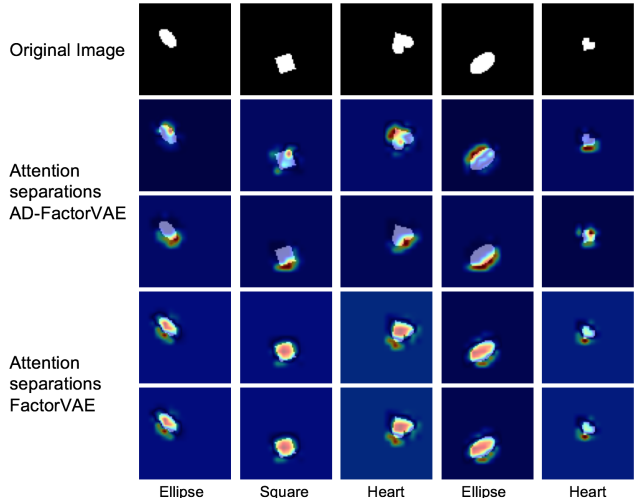 Original Image
Attention
separations
AD-FactorVAE
Attention
separations
FactorVAE
Ellipse Square Heart Ellipse Heart